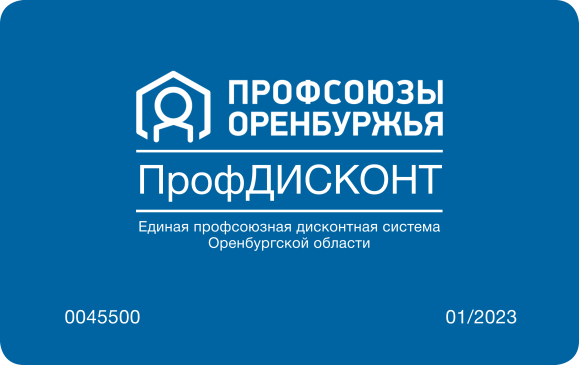 ПРОФСОЮЗЫ
ОРЕНБУРЖЬЯ
ПрофДИСКОНТ
Единая профсоюзная дисконтная система
Оренбургской области
0045500 01/2023